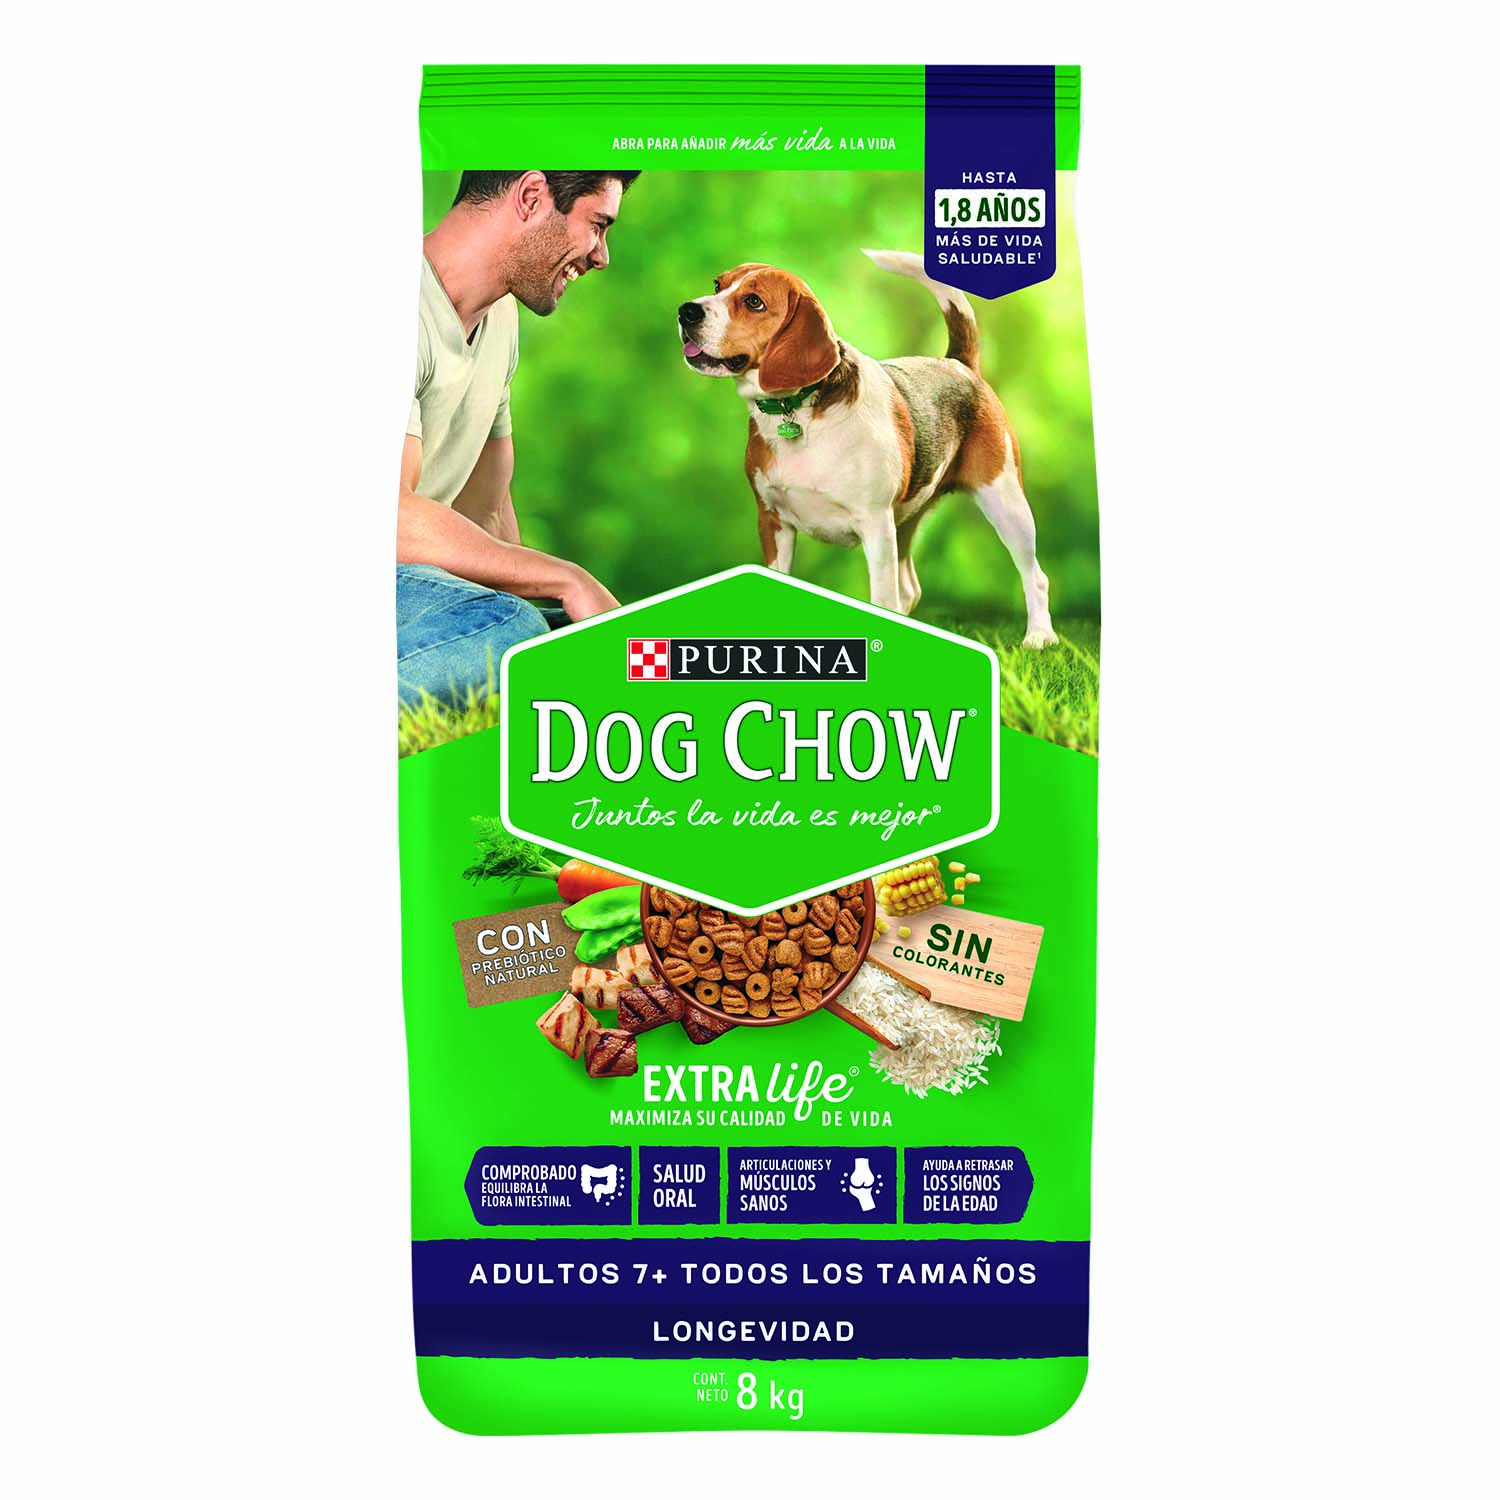 ABRA PARA AÑADIR más vida A LA VIDA
HASTA
1,8 AÑOS
MÁS DE VIDA
SALUDABLE¹
PURINA®
DOG CHOW®
Juntos la vida es mejor®
CON
PREBIÓTICO
NATURAL
SIN
COLORANTES
EXTRA life®
MAXIMIZA SU CALIDAD DE VIDA
COMPROBADO
EQUILIBRA LA
FLORA INTESTINAL
SALUD
ORAL
ARTICULACIONES Y
MÚSCULOS
SANOS
AYUDA A RETRASAR
LOS SIGNOS
DE LA EDAD
ADULTOS 7+ TODOS LOS TAMAÑOS
LONGEVIDAD
CONT.
NETO 8 kg